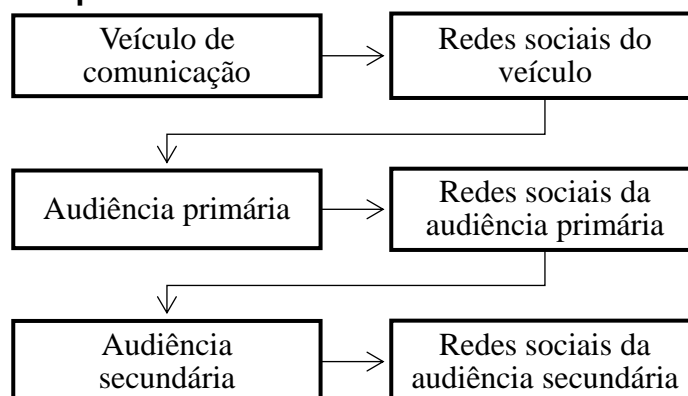 Veículo de
comunicação
Redes sociais do
veículo
Audiência primária
Redes sociais da
audiência primária
Audiência
secundária
Redes sociais da
audiência secundária